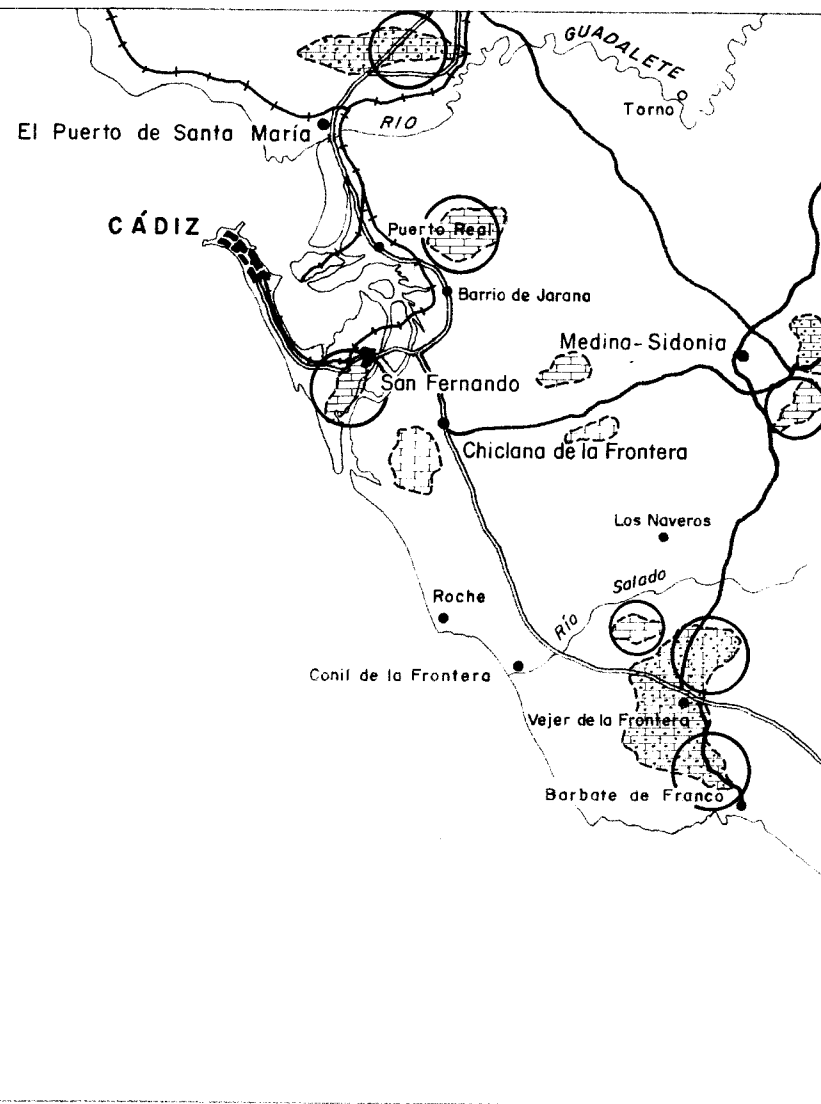 GUADALETE
Torno
RIO
El Puerto de Santa María
CÁDIZ
Puerto Real
Barrio de Jarana
Medina-Sidonia
San Fernando
Chiclana de la Frontera
Los Naveros
Salado
Roche
Río
Conil de la Frontera
Vejer de la Frontera
Barbate de Franco